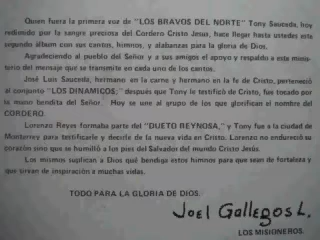 Quien fuera la primera voz de "LOS BRAVOS DEL NORTE" Tony Sauceda, hoy
redimido por la sangre preciosa del Cordero Cristo Jesus, hace llegar hasta ustedes este
segundo álbum con sus cantos, himnos, y alabanzas para la gloria de Dios.
Agradeciendo al pueblo del Señor y a sus amigos el apoyo y respaldo a este ministerio del mensaje que se transmite en cada uno de los cantos.
José Luis Sauceda, hermano en la carne y hermano en la fe de Cristo, perteneció
al conjunto "LOS DINAMICOS;" después que Tony le testificó de Cristo, fue tocado por
la mano bendita del Señor. Hoy se une al grupo de los que glorifican el nombre del
CORDERO.
Lorenzo Reyes formaba parte del "DUETO REYNOSA," y Tony fue a la ciudad de
Monterrey para testificarle y decirle de la nueva vida en Cristo. Lorenzo no endureció su
corazón sino que se humilló a los pies del Salvador del mundo Cristo Jesús.
Los mismos suplican a Dios qué bendiga estos himnos para que sean de fortaleza y
que sirvan de inspiración a muchas vidas.
TODO PARA LA GLORIA DE DIOS.
Joel Gallegos L.
LOS MISIONEROS.